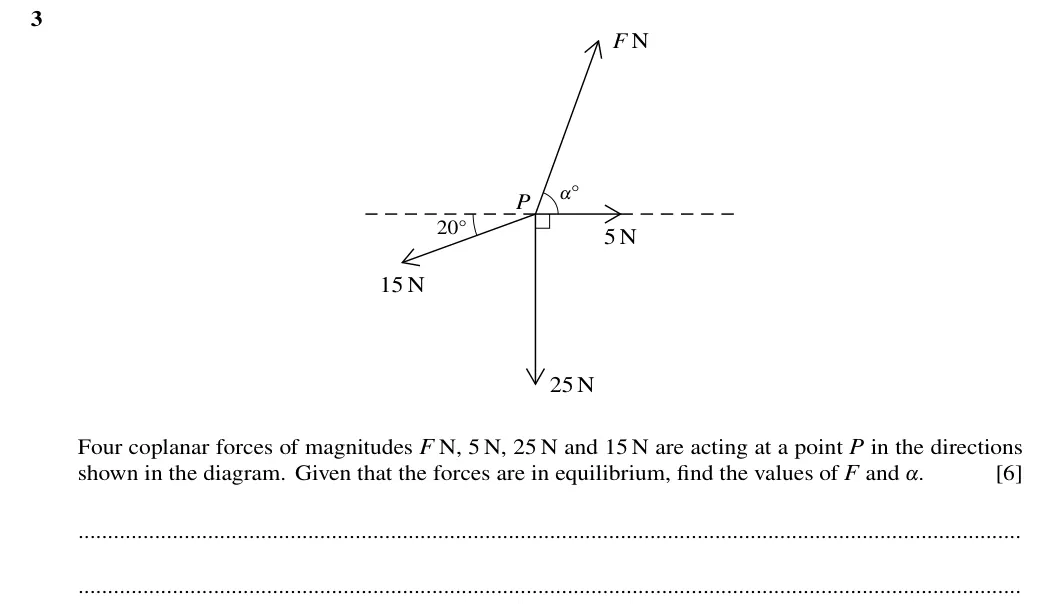 3
F N
P
α°
20°
5 N
15 N
25 N
Four coplanar forces of magnitudes F N, 5 N, 25 N and 15 N are acting at a point P in the directions
shown in the diagram. Given that the forces are in equilibrium, find the values of F and α. [6]